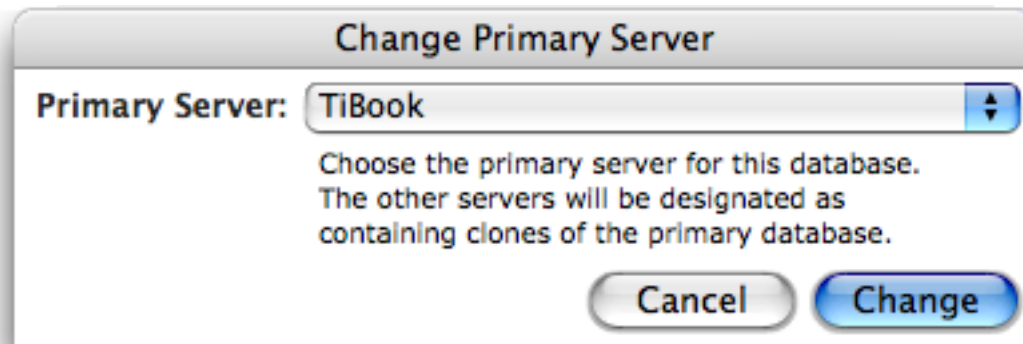 Change Primary Server
Primary Server: TiBook
Choose the primary server for this database.
The other servers will be designated as
containing clones of the primary database.
Cancel Change